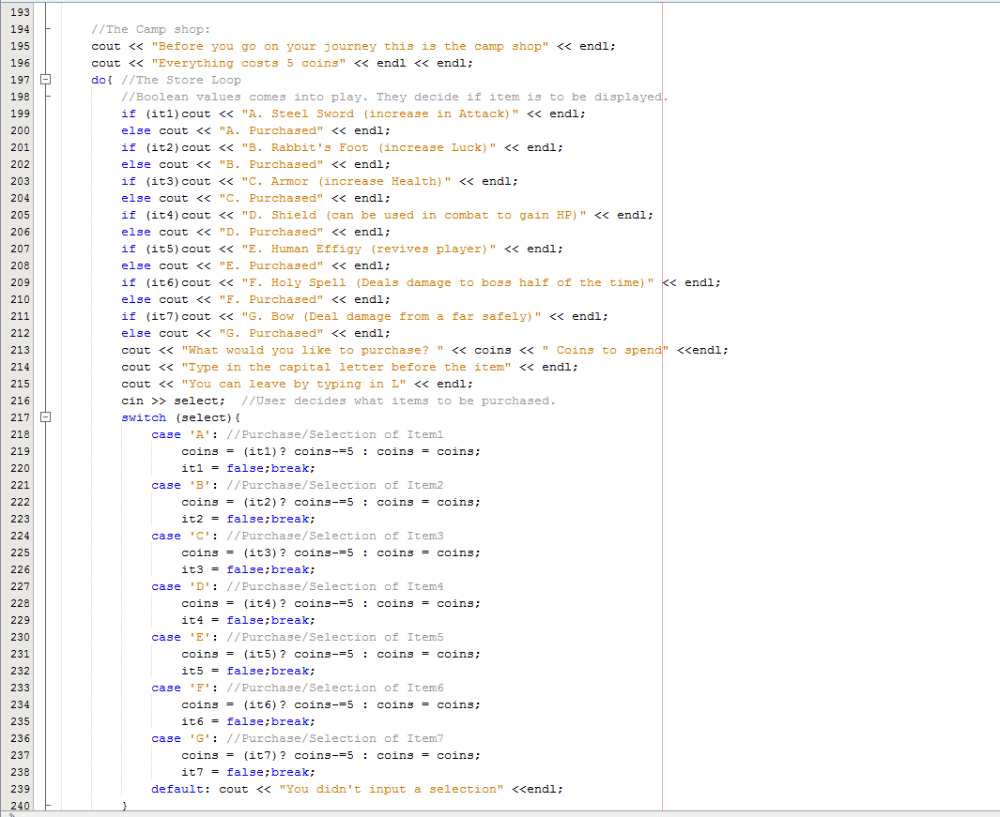 193
194 //The Camp shop:
195 cout << "Before you go on your journey this is the camp shop" << endl;
196 cout << "Everything costs 5 coins" << endl << endl;
197 do{ //The Store Loop
198 //Boolean values comes into play. They decide if item is to be displayed.
199 if (it1)cout << "A. Steel Sword (increase in Attack)" << endl;
200 else cout << "A. Purchased" << endl;
201 if (it2)cout << "B. Rabbit's Foot (increase Luck)" << endl;
202 else cout << "B. Purchased" << endl;
203 if (it3)cout << "C. Armor (increase Health)" << endl;
204 else cout << "C. Purchased" << endl;
205 if (it4)cout << "D. Shield (can be used in combat to gain HP)" << endl;
206 else cout << "D. Purchased" << endl;
207 if (it5)cout << "E. Human Effigy (revives player)" << endl;
208 else cout << "E. Purchased" << endl;
209 if (it6)cout << "F. Holy Spell (Deals damage to boss half of the time)" << endl;
210 else cout << "F. Purchased" << endl;
211 if (it7)cout << "G. Bow (Deal damage from a far safely)" << endl;
212 else cout << "G. Purchased" << endl;
213 cout << "What would you like to purchase? " << coins << " Coins to spend" <<endl;
214 cout << "Type in the capital letter before the item" << endl;
215 cout << "You can leave by typing in L" << endl;
216 cin >> select;  //User decides what items to be purchased.
217 switch (select){
218 case 'A': //Purchase/Selection of Item1
219 coins = (it1)? coins-=5 : coins = coins;
220 it1 = false;break;
221 case 'B': //Purchase/Selection of Item2
222 coins = (it2)? coins-=5 : coins = coins;
223 it2 = false;break;
224 case 'C': //Purchase/Selection of Item3
225 coins = (it3)? coins-=5 : coins = coins;
226 it3 = false;break;
227 case 'D': //Purchase/Selection of Item4
228 coins = (it4)? coins-=5 : coins = coins;
229 it4 = false;break;
230 case 'E': //Purchase/Selection of Item5
231 coins = (it5)? coins-=5 : coins = coins;
232 it5 = false;break;
233 case 'F': //Purchase/Selection of Item6
234 coins = (it6)? coins-=5 : coins = coins;
235 it6 = false;break;
236 case 'G': //Purchase/Selection of Item7
237 coins = (it7)? coins-=5 : coins = coins;
238 it7 = false;break;
239 default: cout << "You didn't input a selection" <<endl;
240 }